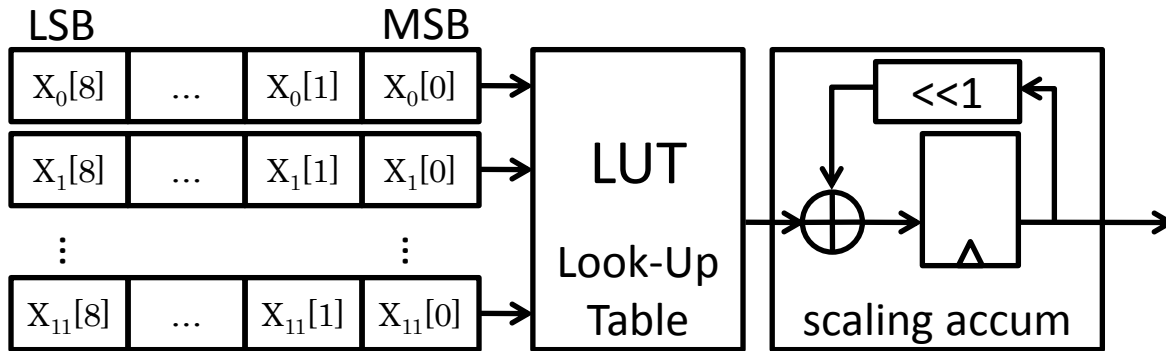 LSB MSB
X₀[8] ... X₀[1] X₀[0]
X₁[8] ... X₁[1] X₁[0]
⋮ ⋮
X₁₁[8] ... X₁₁[1] X₁₁[0]
LUT
Look-Up
Table
<<1
scaling accum